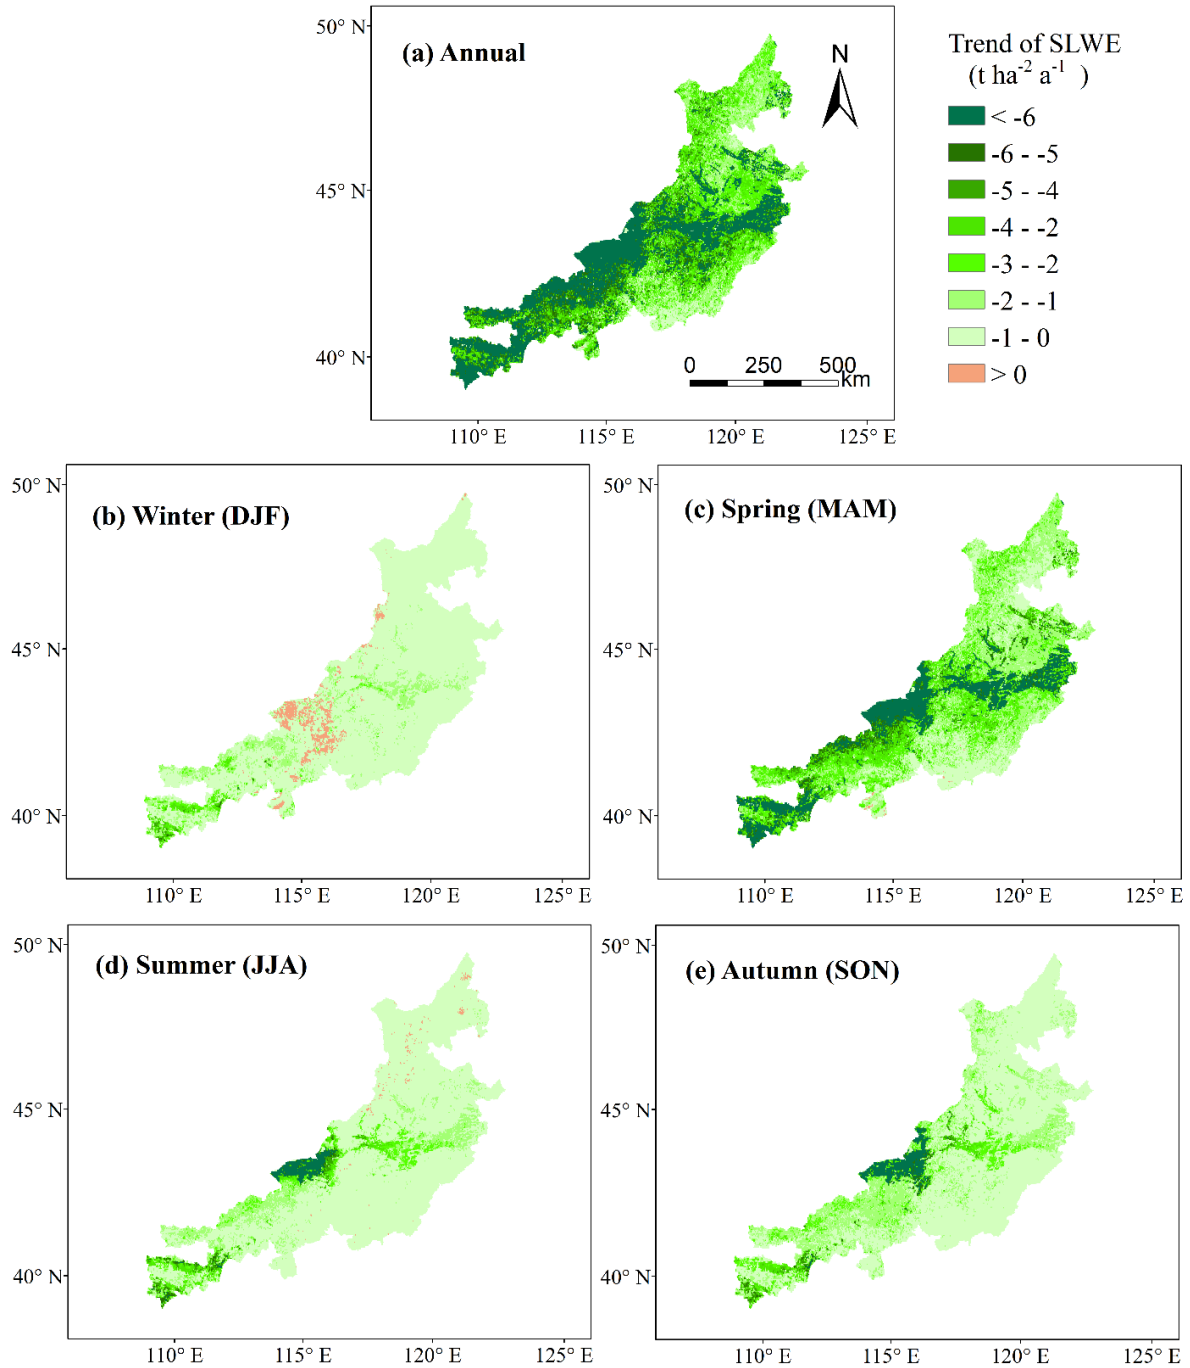 50° N
(a) Annual
N
45° N
40° N
0 250 500
km
110° E 115° E 120° E 125° E
Trend of SLWE
(t ha⁻² a⁻¹ )
< -6
-6 - -5
-5 - -4
-4 - -2
-3 - -2
-2 - -1
-1 - 0
> 0
50° N
(b) Winter (DJF)
45° N
40° N
110° E 115° E 120° E 125° E
50° N
(c) Spring (MAM)
45° N
40° N
110° E 115° E 120° E 125° E
50° N
(d) Summer (JJA)
45° N
40° N
110° E 115° E 120° E 125° E
50° N
(e) Autumn (SON)
45° N
40° N
110° E 115° E 120° E 125° E